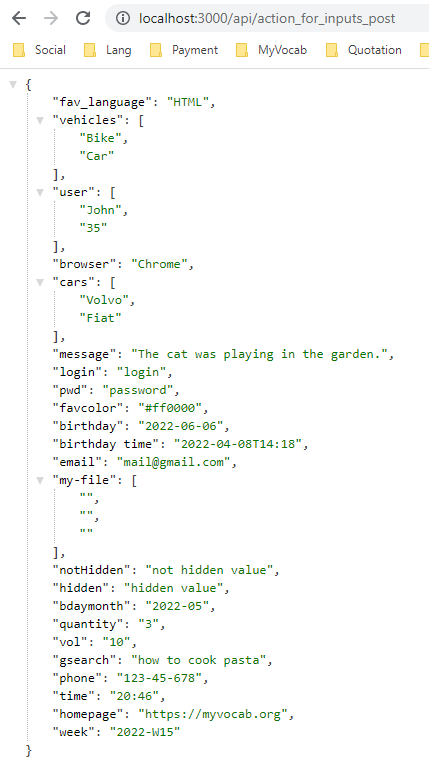 localhost:3000/api/action_for_inputs_post
Social Lang Payment MyVocab Quotation
{
"fav_language": "HTML",
"vehicles": [
"Bike",
"Car"
],
"user": [
"John",
"35"
],
"browser": "Chrome",
"cars": [
"Volvo",
"Fiat"
],
"message": "The cat was playing in the garden.",
"login": "login",
"pwd": "password",
"favcolor": "#ff0000",
"birthday": "2022-06-06",
"birthday time": "2022-04-08T14:18",
"email": "mail@gmail.com",
"my-file": [
"",
"",
""
],
"notHidden": "not hidden value",
"hidden": "hidden value",
"bdaymonth": "2022-05",
"quantity": "3",
"vol": "10",
"gsearch": "how to cook pasta",
"phone": "123-45-678",
"time": "20:46",
"homepage": "https://myvocab.org",
"week": "2022-W15"
}